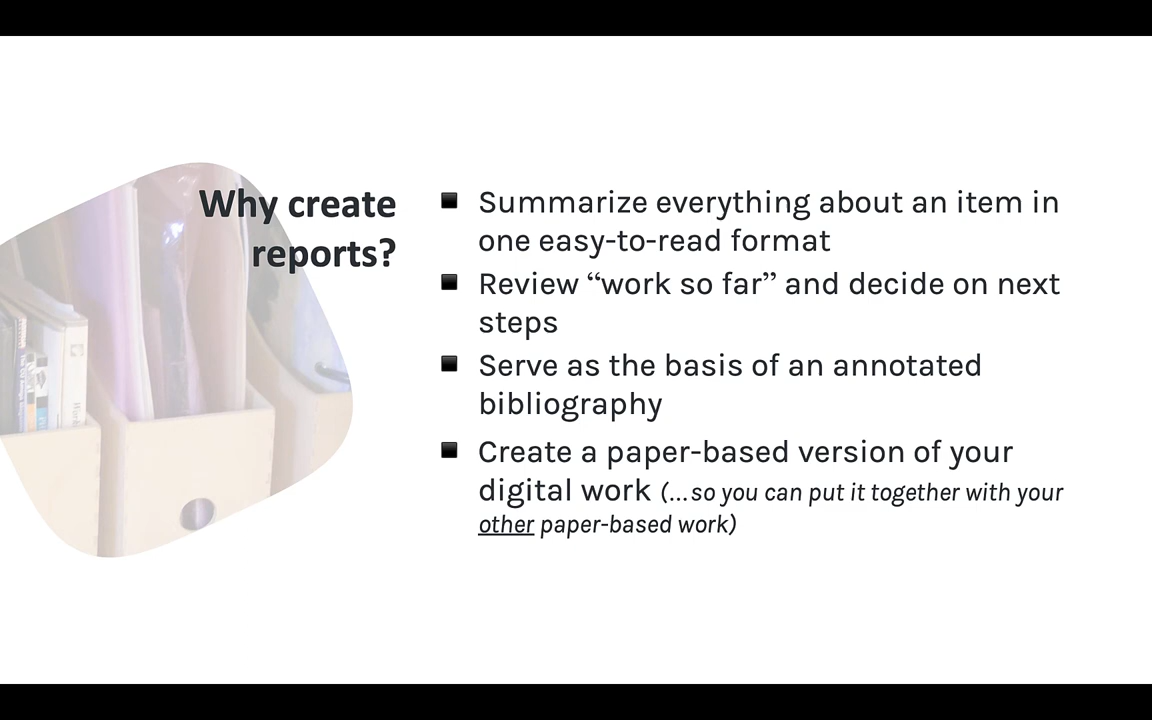 Why create
reports?
Summarize everything about an item in
one easy-to-read format
Review “work so far” and decide on next
steps
Serve as the basis of an annotated
bibliography
Create a paper-based version of your
digital work (...so you can put it together with your
other paper-based work)